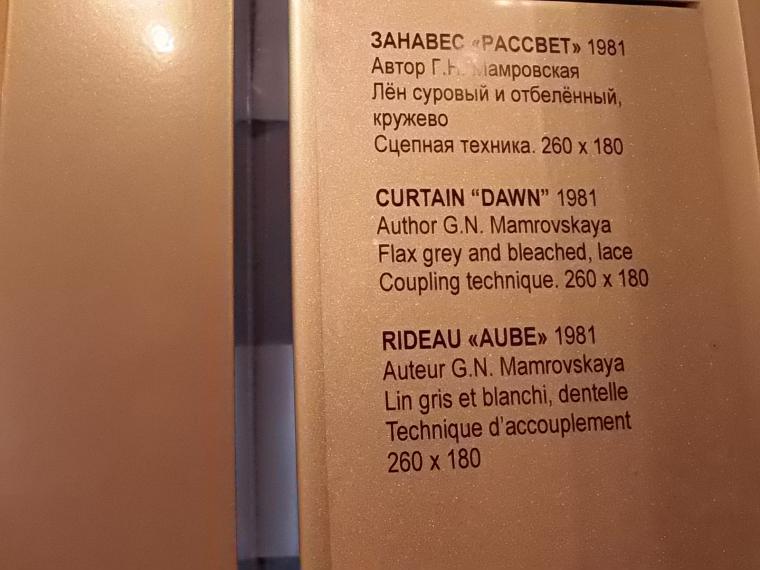 ЗАНАВЕС «РАССВЕТ» 1981
Автор Г.Н. Мамровская
Лён суровый и отбелённый,
кружево
Сцепная техника. 260 х 180
CURTAIN “DAWN” 1981
Author G.N. Mamrovskaya
Flax grey and bleached, lace
Coupling technique. 260 x 180
RIDEAU «AUBE» 1981
Auteur G.N. Mamrovskaya
Lin gris et blanchi, dentelle
Technique d’accouplement
260 x 180